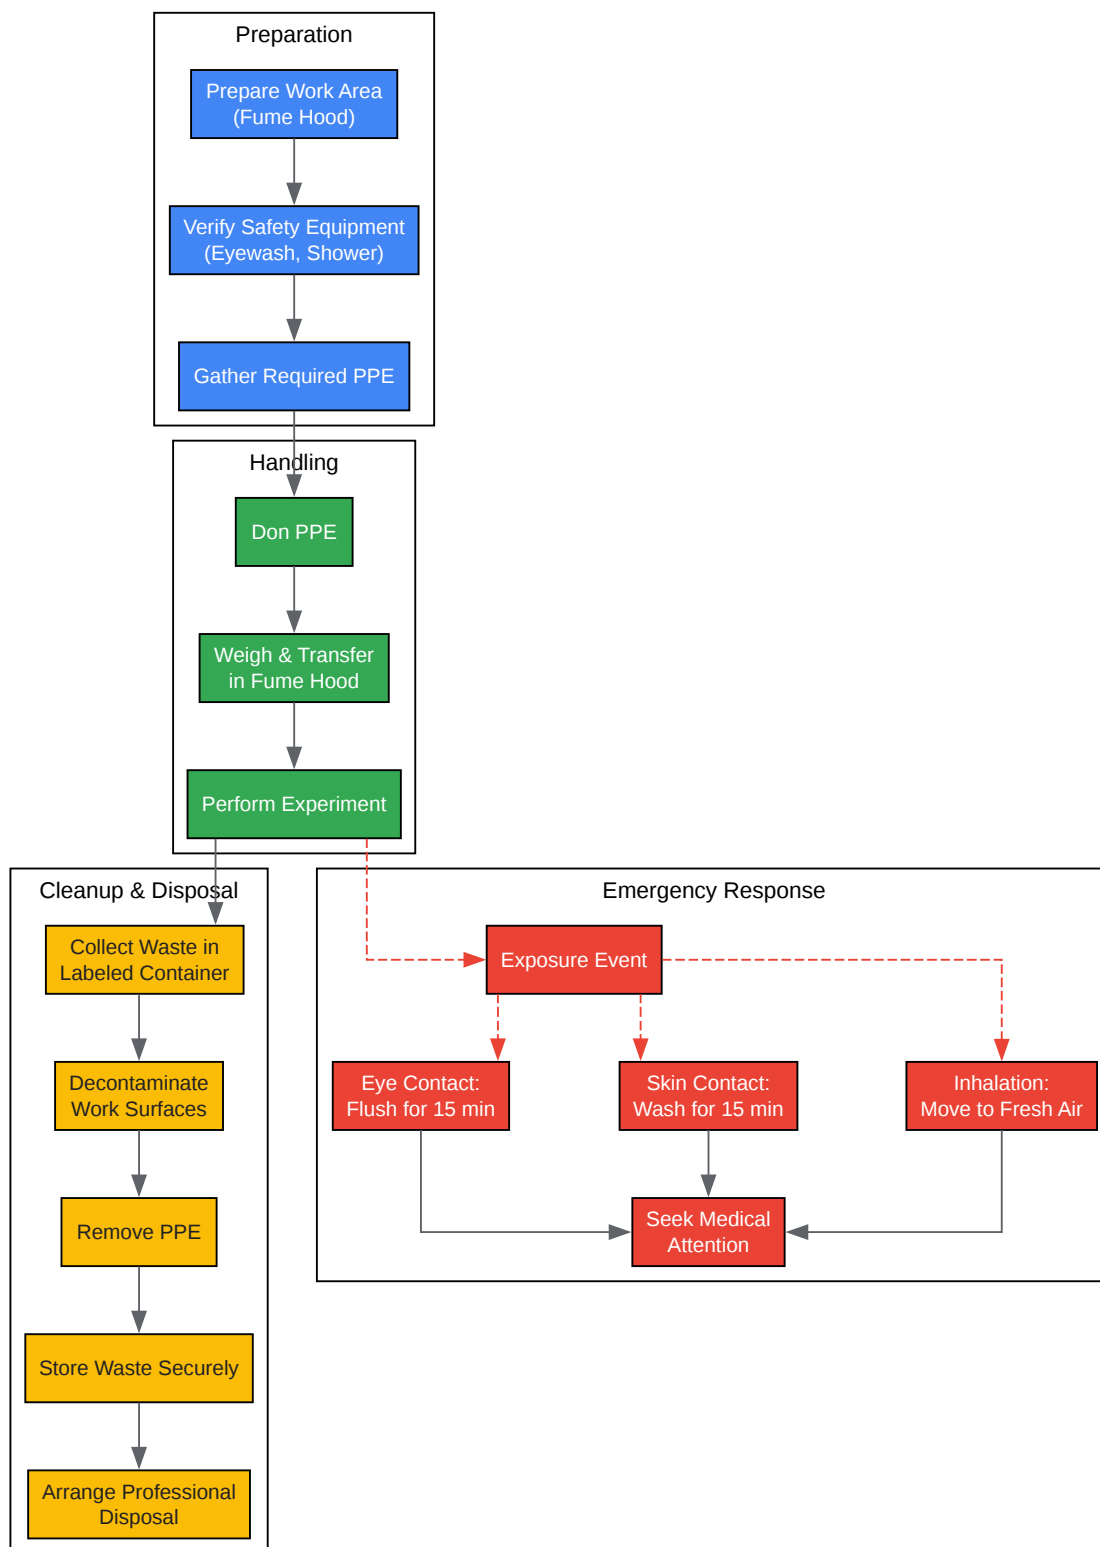 Preparation
Prepare Work Area
(Fume Hood)
Verify Safety Equipment
(Eyewash, Shower)
Gather Required PPE
Handling
Don PPE
Weigh & Transfer
in Fume Hood
Perform Experiment
Cleanup & Disposal
Collect Waste in
Labeled Container
Decontaminate
Work Surfaces
Remove PPE
Store Waste Securely
Arrange Professional
Disposal
Emergency Response
Exposure Event
Eye Contact:
Flush for 15 min
Skin Contact:
Wash for 15 min
Inhalation:
Move to Fresh Air
Seek Medical
Attention